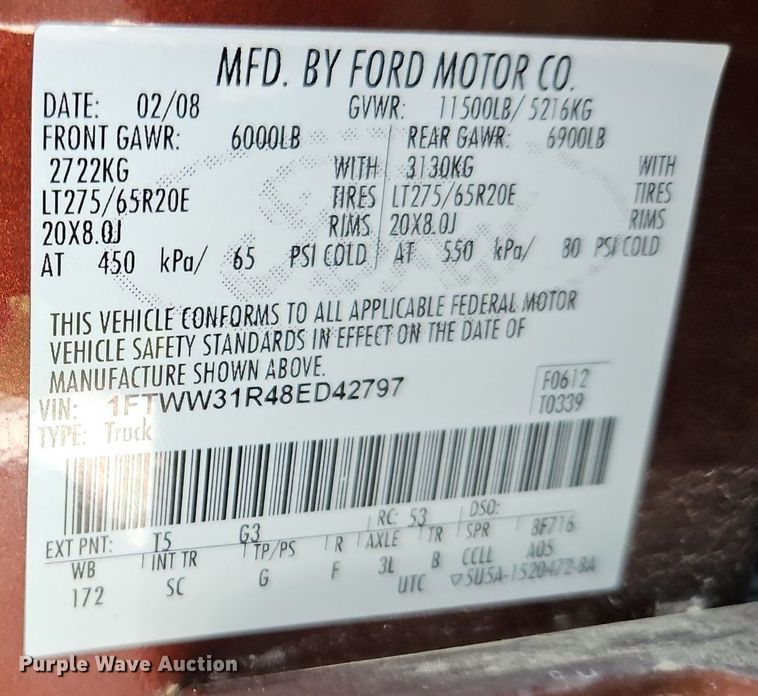 MFD. BY FORD MOTOR CO.
DATE: 02/08 GVWR: 11500LB/ 5216KG
FRONT GAWR: 6000LB REAR GAWR: 6900LB
2722KG WITH 3130KG WITH
LT275/65R20E TIRES LT275/65R20E TIRES
20X8.0J RIMS 20X8.0J RIMS
AT 450 kPa/ 65 PSI COLD AT 550 kPa/ 80 PSI COLD
THIS VEHICLE CONFORMS TO ALL APPLICABLE FEDERAL MOTOR
VEHICLE SAFETY STANDARDS IN EFFECT ON THE DATE OF
MANUFACTURE SHOWN ABOVE.
VIN: 1FTWW31R48ED42797 F0612
TYPE: Truck T0339
EXT PNT: T5 G3 RC: 53 DSO:
WB INT TR TP/PS R AXLE TR SPR 8F716
172 SC G F 3L B CCLL A05
UTC ▽5U5A-1520472-BA
Purple Wave Auction